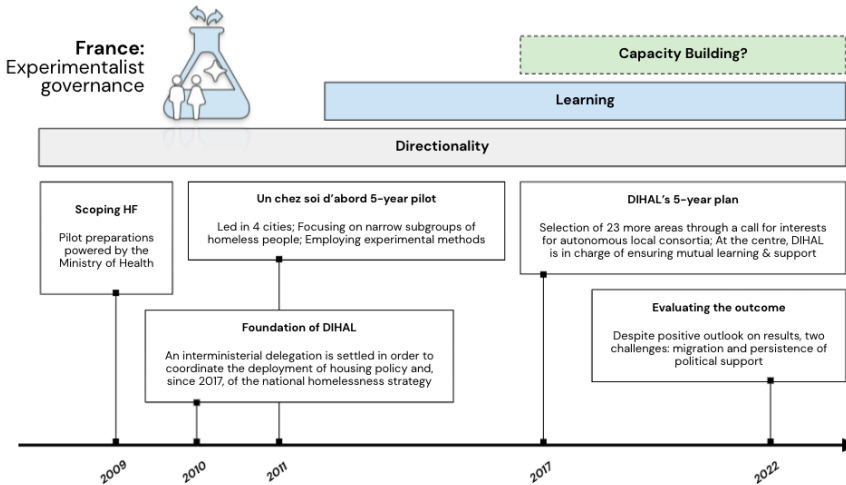 France:
Experimentalist
governance
Capacity Building?
Learning
Directionality
Scoping HF
Pilot preparations
powered by the
Ministry of Health
Un chez soi d'abord 5-year pilot
Led in 4 cities; Focusing on narrow subgroups of
homeless people; Employing experimental methods
DIHAL's 5-year plan
Selection of 23 more areas through a call for interests
for autonomous local consortia; At the centre, DIHAL
is in charge of ensuring mutual learning & support
Foundation of DIHAL
An interministerial delegation is settled in order to
coordinate the deployment of housing policy and,
since 2017, of the national homelessness strategy
Evaluating the outcome
Despite positive outlook on results, two
challenges: migration and persistence of
political support
2009
2010
2011
2017
2022